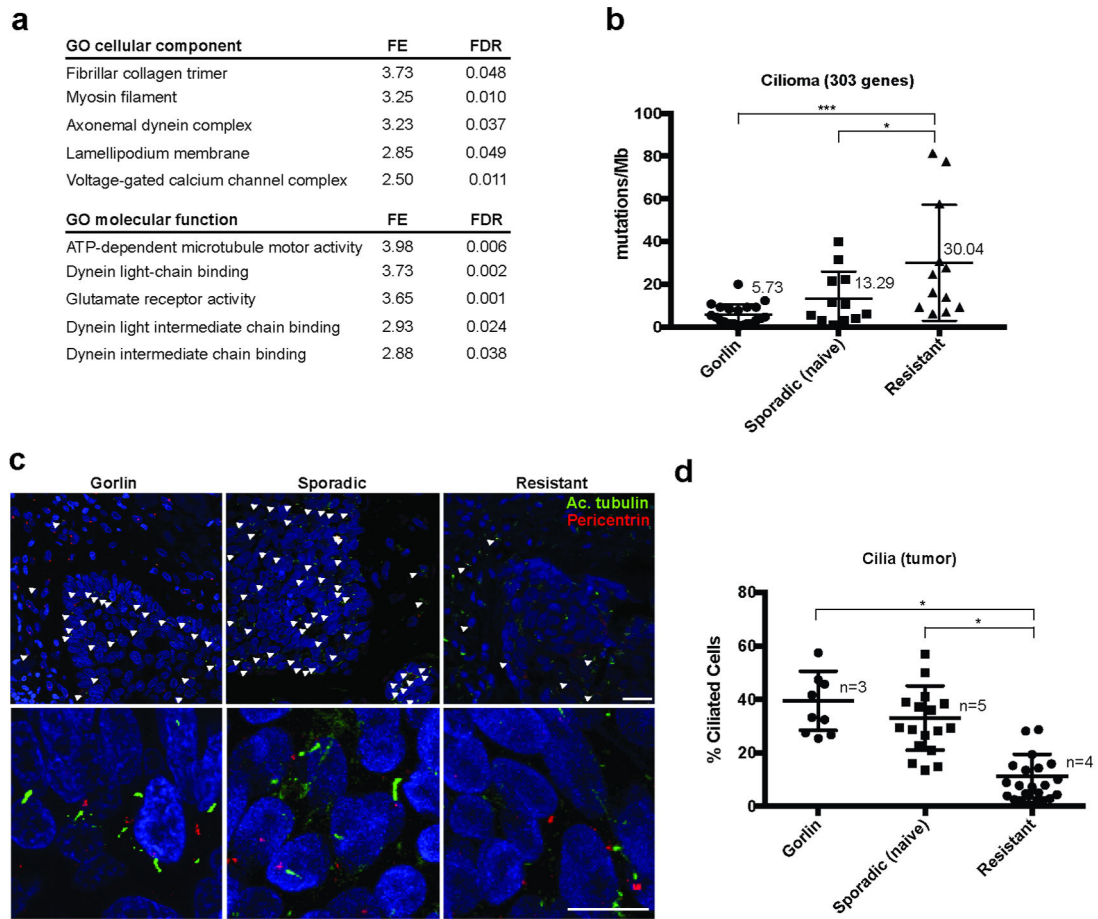 a
GO cellular component FE FDR
Fibrillar collagen trimer 3.73 0.048
Myosin filament 3.25 0.010
Axonemal dynein complex 3.23 0.037
Lamellipodium membrane 2.85 0.049
Voltage-gated calcium channel complex 2.50 0.011
GO molecular function FE FDR
ATP-dependent microtubule motor activity 3.98 0.006
Dynein light-chain binding 3.73 0.002
Glutamate receptor activity 3.65 0.001
Dynein light intermediate chain binding 2.93 0.024
Dynein intermediate chain binding 2.88 0.038
b
Cilioma (303 genes)
***
*
mutations/Mb
100
80
60
40
20
0
5.73
13.29
30.04
Gorlin
Sporadic (naive)
Resistant
c
Gorlin
Sporadic
Resistant
Ac. tubulin
Pericentrin
d
Cilia (tumor)
*
*
% Ciliated Cells
80
60
40
20
0
n=3
n=5
n=4
Gorlin
Sporadic (naive)
Resistant